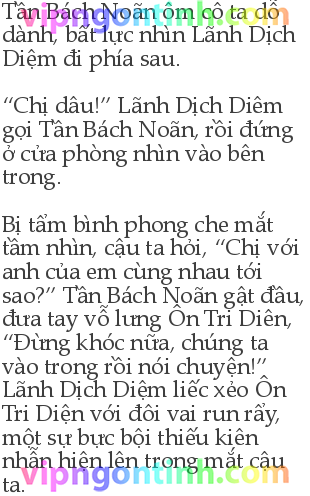 vipngontinh.com
Tần Bách Noãn ôm cô ta dỗ
dành, bất lực nhìn Lãnh Dịch
Diệm đi phía sau.
“Chị dâu!” Lãnh Dịch Diêm
gọi Tần Bách Noãn, rồi đứng
ở cửa phòng nhìn vào bên
trong.
vipngontinh.com
Bị tẩm bình phong che mắt
tầm nhìn, cậu ta hỏi, “Chị với
anh của em cùng nhau tới
sao?” Tần Bách Noãn gật đầu,
đưa tay vỗ lưng Ôn Tri Diên,
“Đừng khóc nữa, chúng ta
vào trong rồi nói chuyện!”
Lãnh Dịch Diệm liếc xẻo Ôn
Tri Diện với đôi vai run rẩy,
một sự bực bội thiếu kiên
nhẫn hiện lên trong mắt cậu
ta.
vipngontinh.com